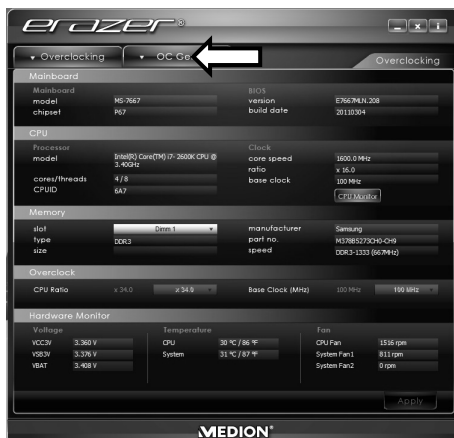 erazer®
Overclocking OC Ge Overclocking
Mainboard
Mainboard BIOS
model MS-7667 version E7667MLN.208
chipset P67 build date 20110304
CPU
Processor Clock
model Intel(R) Core(TM) i7- 2600K CPU @ 3.40GHz core speed 1600.0 MHz
ratio x 16.0
cores/threads 4 / 8 base clock 100 MHz
CPUID 6A7 CPU Monitor
Memory
slot Dimm 1 manufacturer Samsung
type DDR3 part no. M378B5273CH0-CH9
size speed DDR3-1333 (667MHz)
Overclock
CPU Ratio x 34.0 x 34.0 Base Clock (MHz) 100 MHz 100 MHz
Hardware Monitor
Voltage Temperature Fan
VCC3V 3.360 V CPU 30 ºC / 86 ºF CPU Fan 1516 rpm
VSB3V 3.376 V System 31 ºC / 87 ºF System Fan1 811 rpm
VBAT 3.408 V System Fan2 0 rpm
Apply
MEDION®